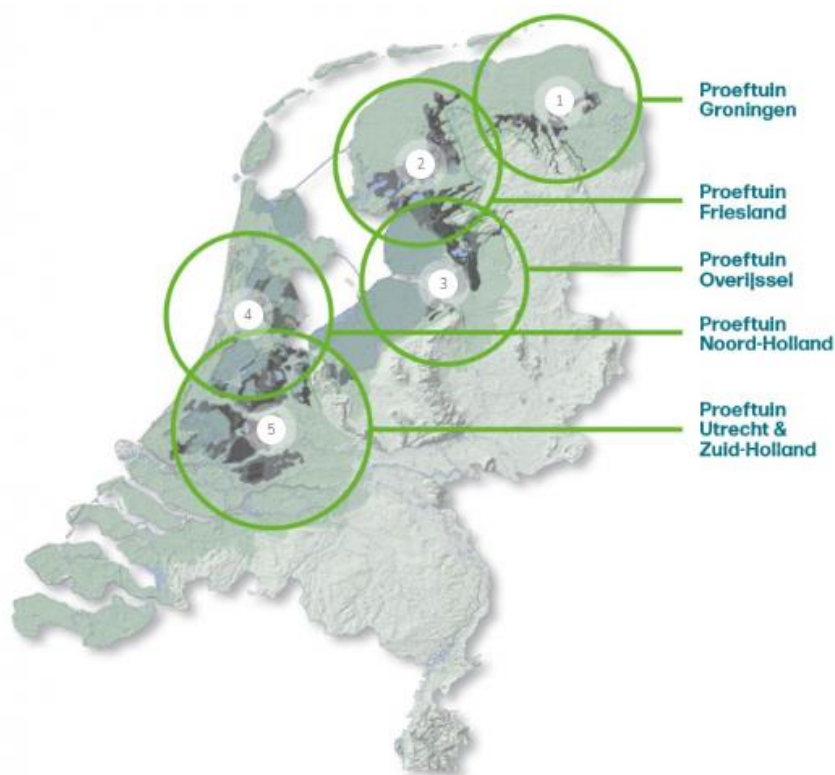 1
Proeftuin
Groningen
2
Proeftuin
Friesland
3
Proeftuin
Overijssel
4
Proeftuin
Noord-Holland
5
Proeftuin
Utrecht &
Zuid-Holland